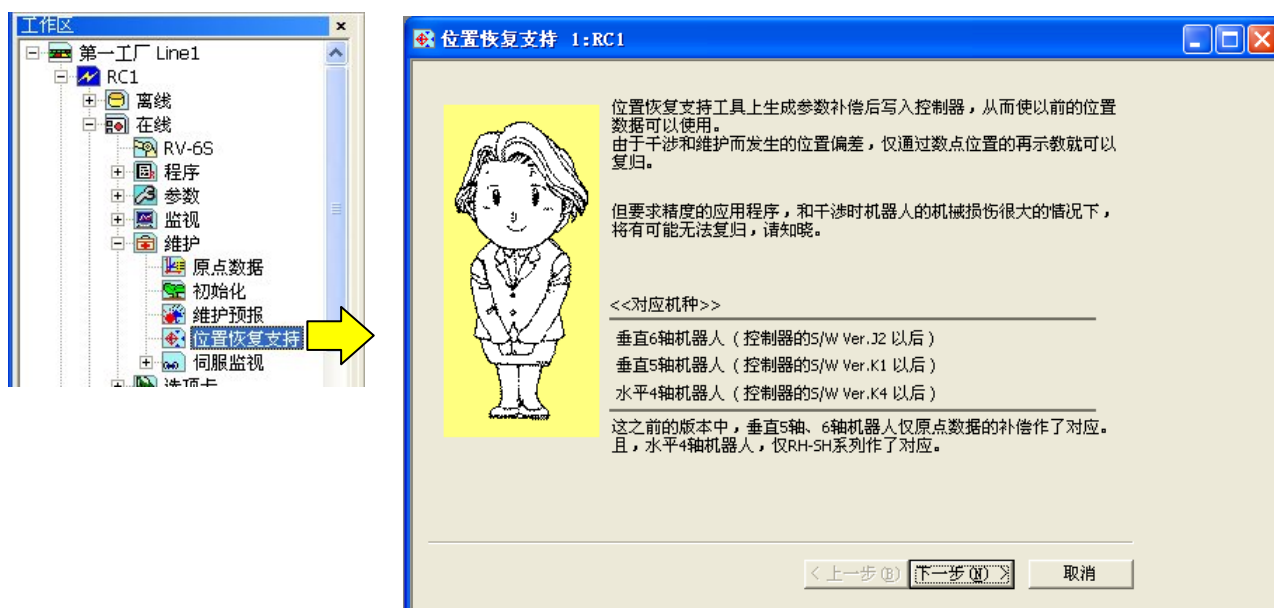 工作区
第一工厂 Line1
RC1
离线
在线
RV-6S
程序
参数
监视
维护
原点数据
初始化
维护预报
位置恢复支持
伺服监视
选项卡
位置恢复支持 1:RC1
位置恢复支持工具上生成参数补偿后写入控制器，从而使以前的位置
数据可以使用。
由于干涉和维护而发生的位置偏差，仅通过数点位置的再示教就可以
复归。
但要求精度的应用程序，和干涉时机器人的机械损伤很大的情况下，
将有可能无法复归，请知晓。
<<对应机种>>
垂直6轴机器人（控制器的S/W Ver.J2 以后）
垂直5轴机器人（控制器的S/W Ver.K1 以后）
水平4轴机器人（控制器的S/W Ver.K4 以后）
这之前的版本中，垂直5轴、6轴机器人仅原点数据的补偿作了对应。
且，水平4轴机器人，仅RH-SH系列作了对应。
< 上一步(B)
下一步(N) >
取消